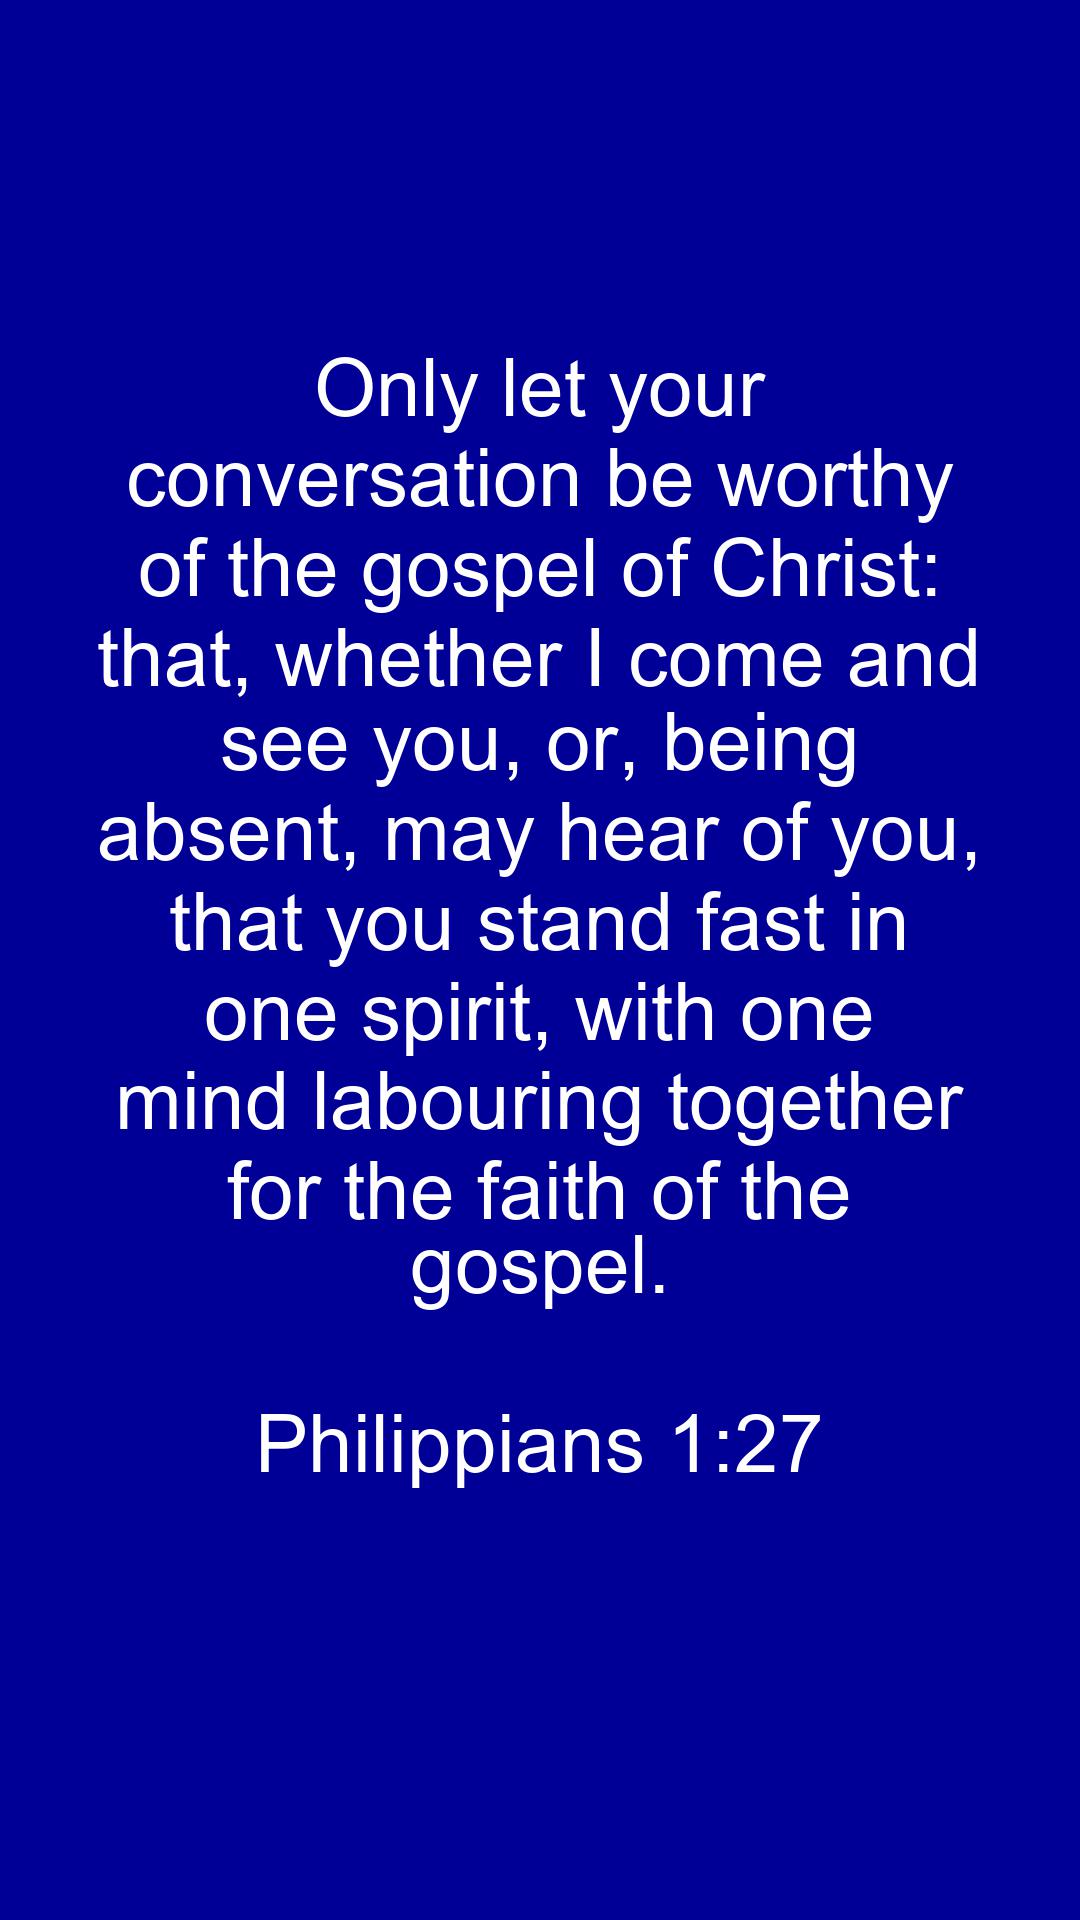 Only let your
conversation be worthy
of the gospel of Christ:
that, whether I come and
see you, or, being
absent, may hear of you,
that you stand fast in
one spirit, with one
mind labouring together
for the faith of the
gospel.
Philippians 1:27